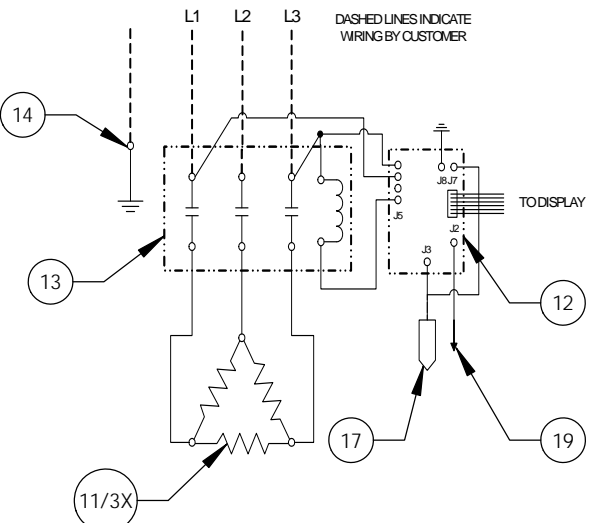 L1 L2 L3
DASHED LINES INDICATE
WIRING BY CUSTOMER
14
J8 J7
TO DISPLAY
J5
J2
J3
13
12
17
19
11/3X